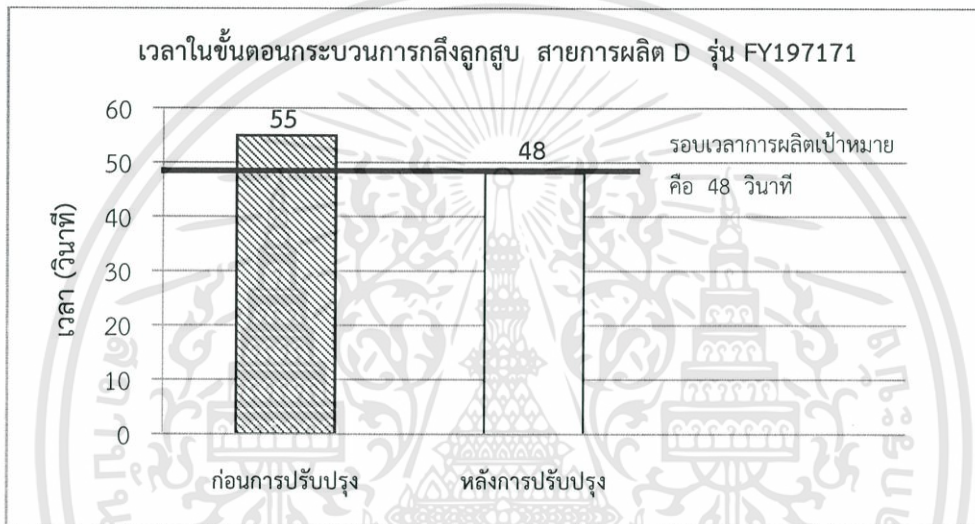 เวลาในขั้นตอนกระบวนการกลึงลูกสูบ สายการผลิต D รุ่น FY197171
60
50
40
30
20
10
0
เวลา (วินาที)
55
48
รอบเวลาการผลิตเป้าหมาย
คือ 48 วินาที
ก่อนการปรับปรุง
หลังการปรับปรุง